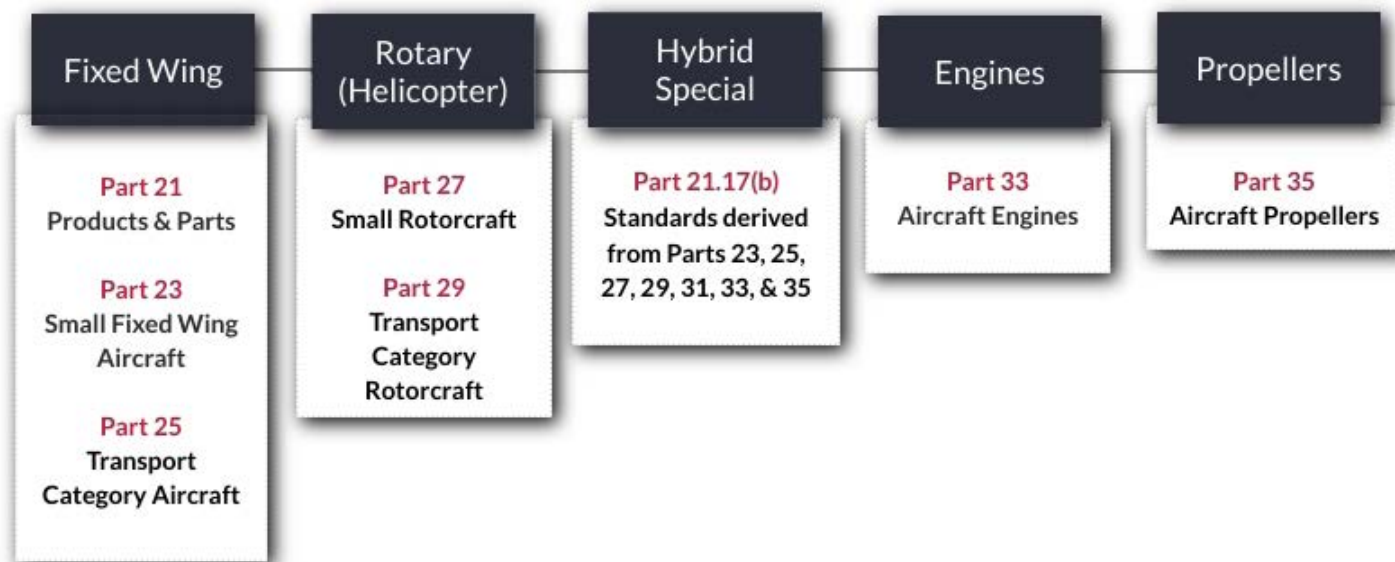 Fixed Wing
Part 21
Products & Parts
Part 23
Small Fixed Wing
Aircraft
Part 25
Transport
Category Aircraft
Rotary
(Helicopter)
Part 27
Small Rotorcraft
Part 29
Transport
Category
Rotorcraft
Hybrid
Special
Part 21.17(b)
Standards derived
from Parts 23, 25,
27, 29, 31, 33, & 35
Engines
Part 33
Aircraft Engines
Propellers
Part 35
Aircraft Propellers